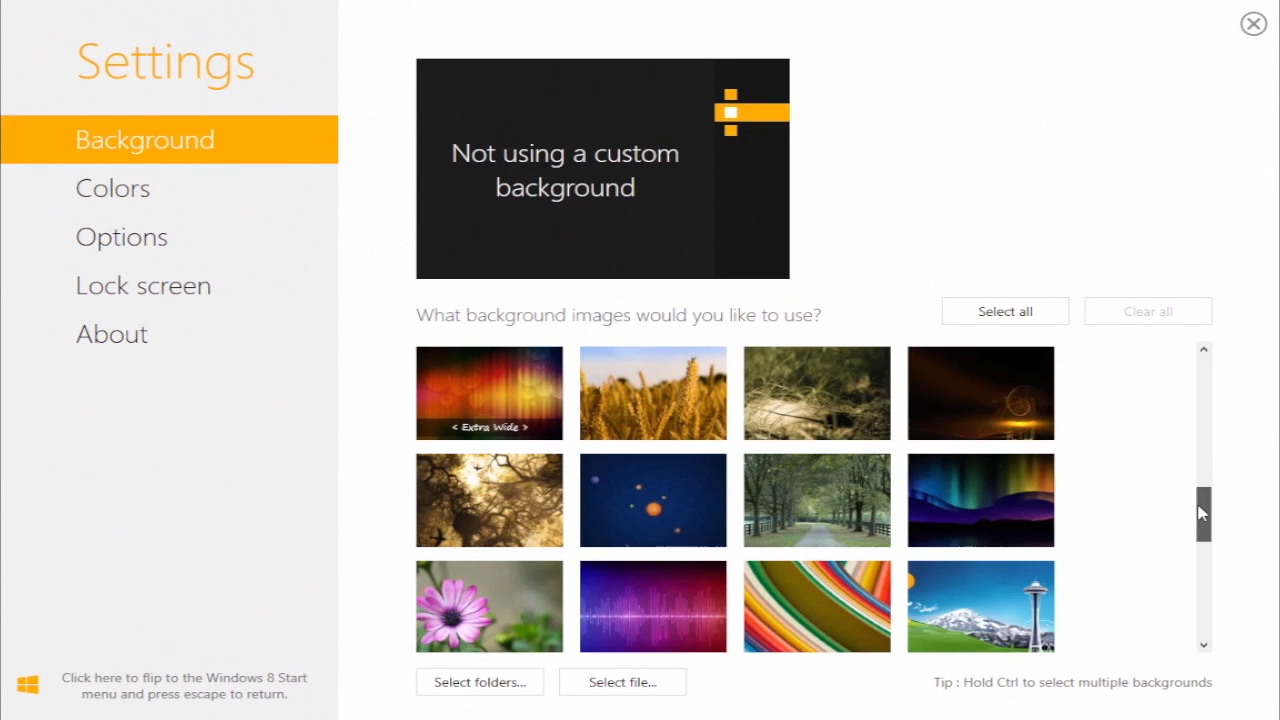 Settings
Background
Colors
Options
Lock screen
About
Click here to flip to the Windows 8 Start
menu and press escape to return.
Not using a custom
background
What background images would you like to use?
Select all
Clear all
< Extra Wide >
Select folders...
Select file...
Tip : Hold Ctrl to select multiple backgrounds